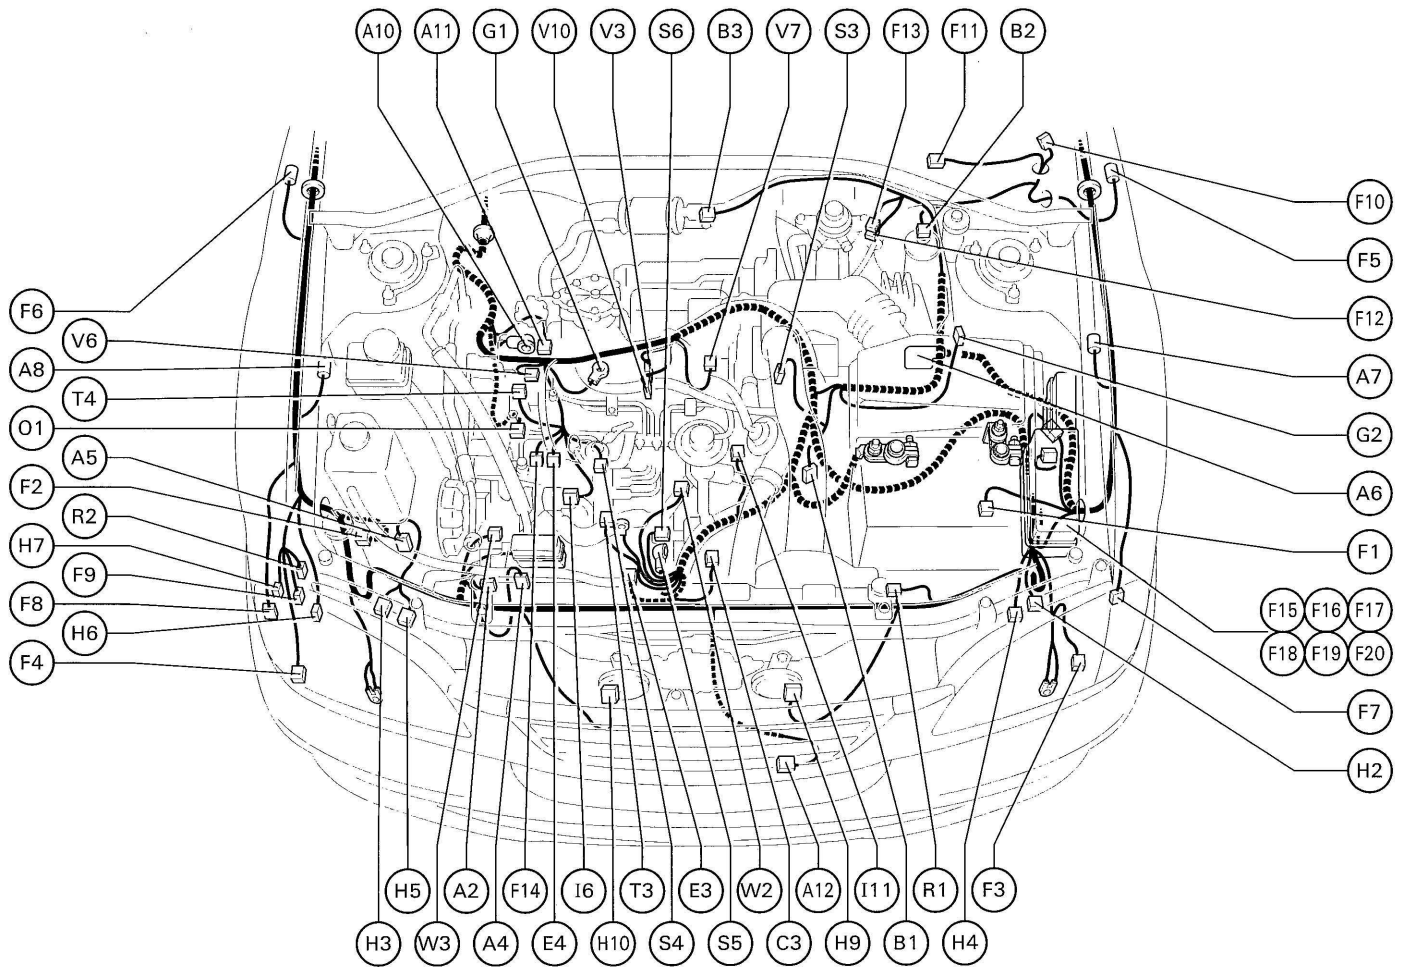 A10 A11 G1 V10 V3 S6 B3 V7 S3 F13 F11 B2
F10
F5
F6
F12
V6
A8
A7
T4
O1
G2
A5
F2
A6
R2
H7
F1
F9
F8
F15 F16 F17
H6
F18 F19 F20
F4
F7
H2
H5 A2 F14 I6 T3 E3 W2 A12 I11 R1 F3
H3 W3 A4 E4 H10 S4 S5 C3 H9 B1 H4